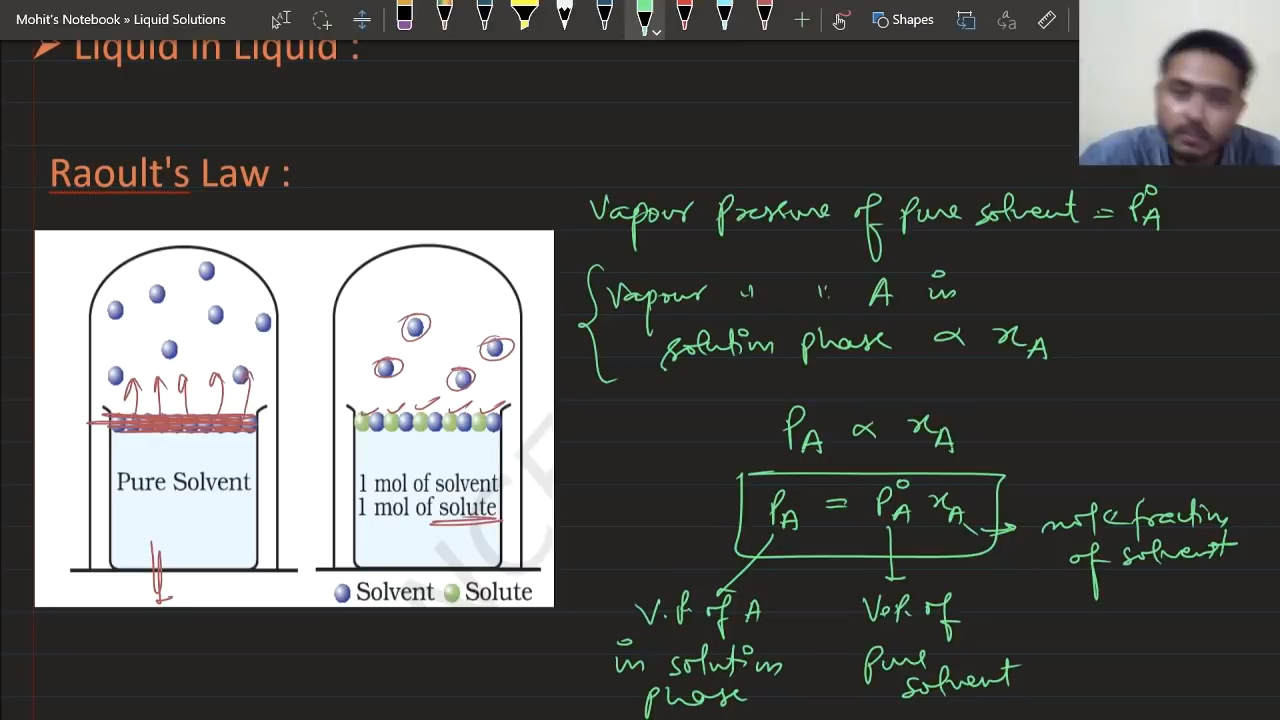 Mohit's Notebook » Liquid Solutions
Shapes
➤ Liquid in Liquid :
Raoult's Law :
Vapour pressure of pure solvent = P°A
Vapour " " A in
solution phase ∝ xA
PA ∝ xA
PA = P°A xA
mole fraction
of solvent
V.P of A
in solution
phase
V.P. of
pure
solvent
Pure Solvent
1 mol of solvent
1 mol of solute
Solvent Solute